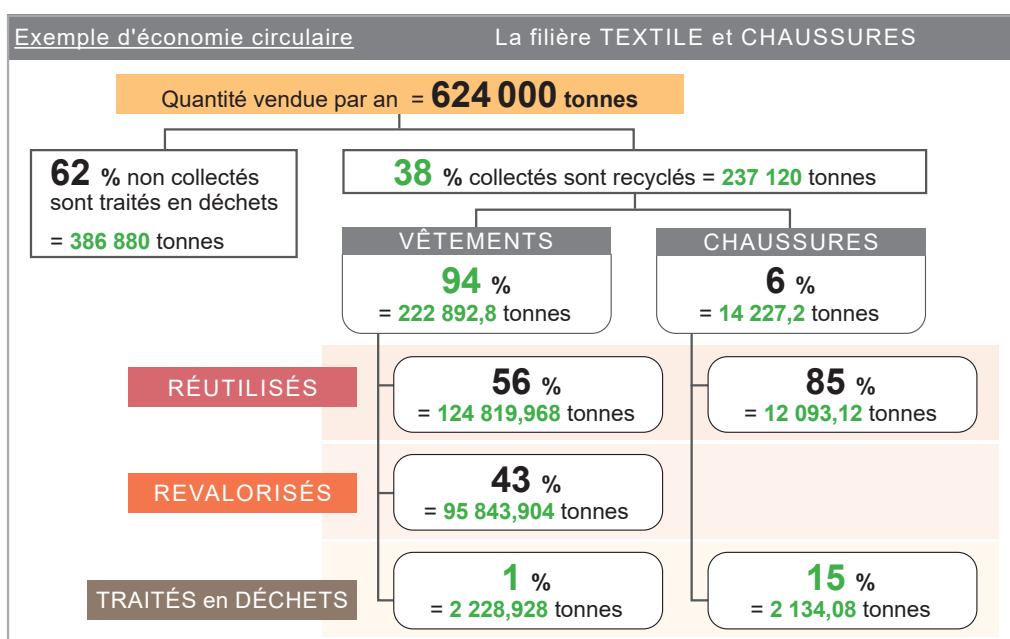 Exemple d'économie circulaire
La filière TEXTILE et CHAUSSURES
Quantité vendue par an = 624 000 tonnes
62 % non collectés
sont traités en déchets
= 386 880 tonnes
38 % collectés sont recyclés = 237 120 tonnes
VÊTEMENTS
94 %
= 222 892,8 tonnes
CHAUSSURES
6 %
= 14 227,2 tonnes
RÉUTILISÉS
56 %
= 124 819,968 tonnes
85 %
= 12 093,12 tonnes
REVALORISÉS
43 %
= 95 843,904 tonnes
TRAITÉS en DÉCHETS
1 %
= 2 228,928 tonnes
15 %
= 2 134,08 tonnes